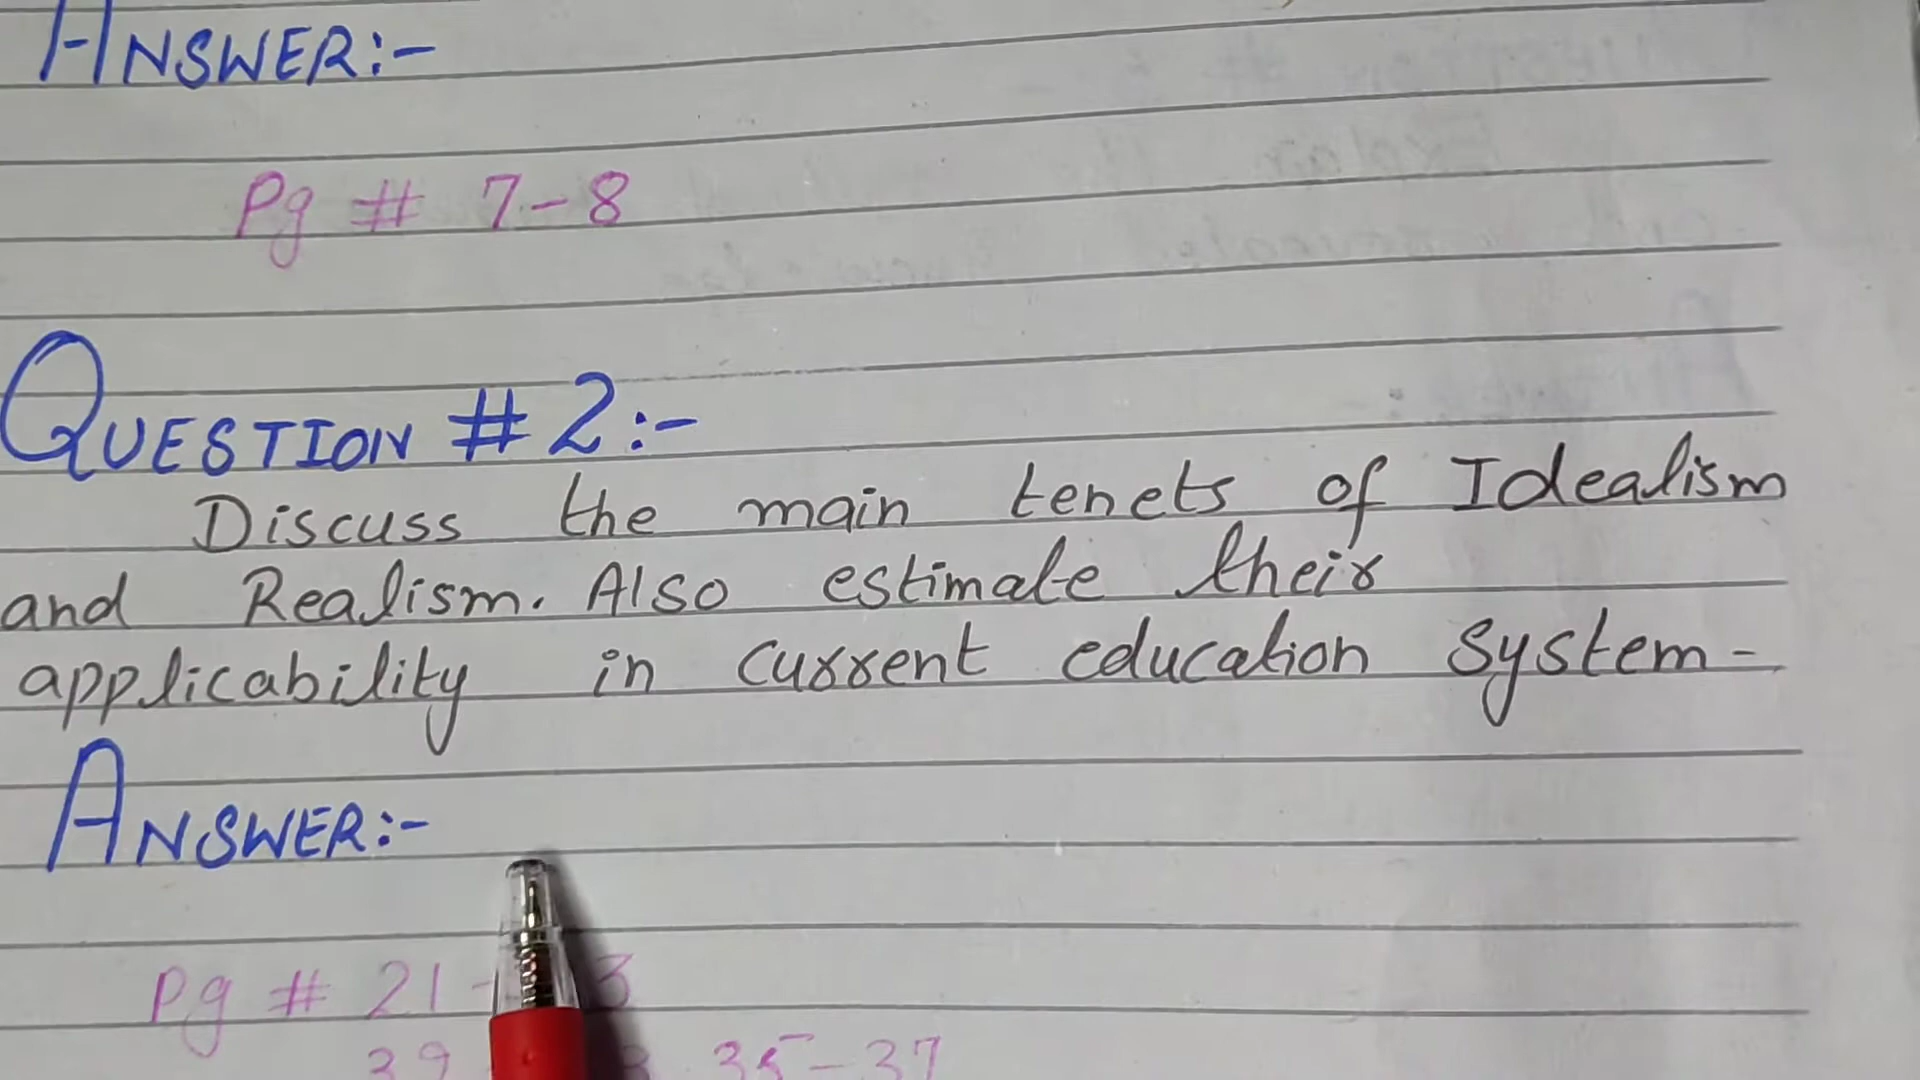 ANSWER:-
Pg # 7-8
QUESTION # 2:-
Discuss the main tenets of Idealism
and Realism. Also estimate their
applicability in current education system-
ANSWER:-
Pg # 21 - 3
35-37